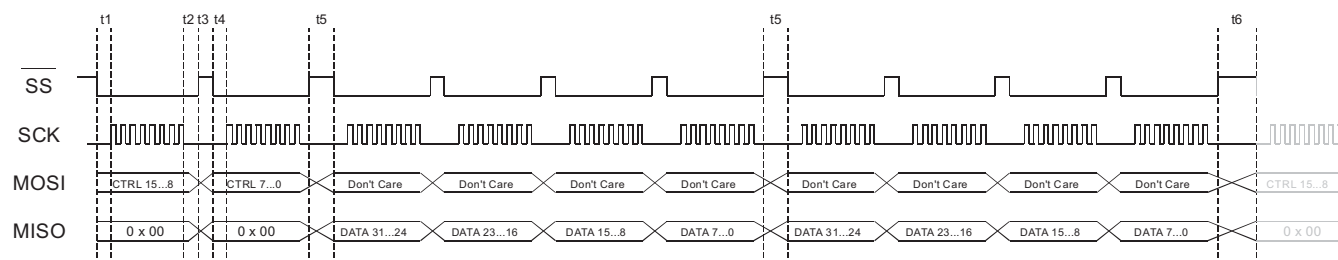 t1 t2 t3 t4 t5 t5 t6
SS
SCK
MOSI CTRL 15...8 CTRL 7...0 Don't Care Don't Care Don't Care Don't Care Don't Care Don't Care Don't Care Don't Care CTRL 15...8
MISO 0 x 00 0 x 00 DATA 31...24 DATA 23...16 DATA 15...8 DATA 7...0 DATA 31...24 DATA 23...16 DATA 15...8 DATA 7...0 0 x 00